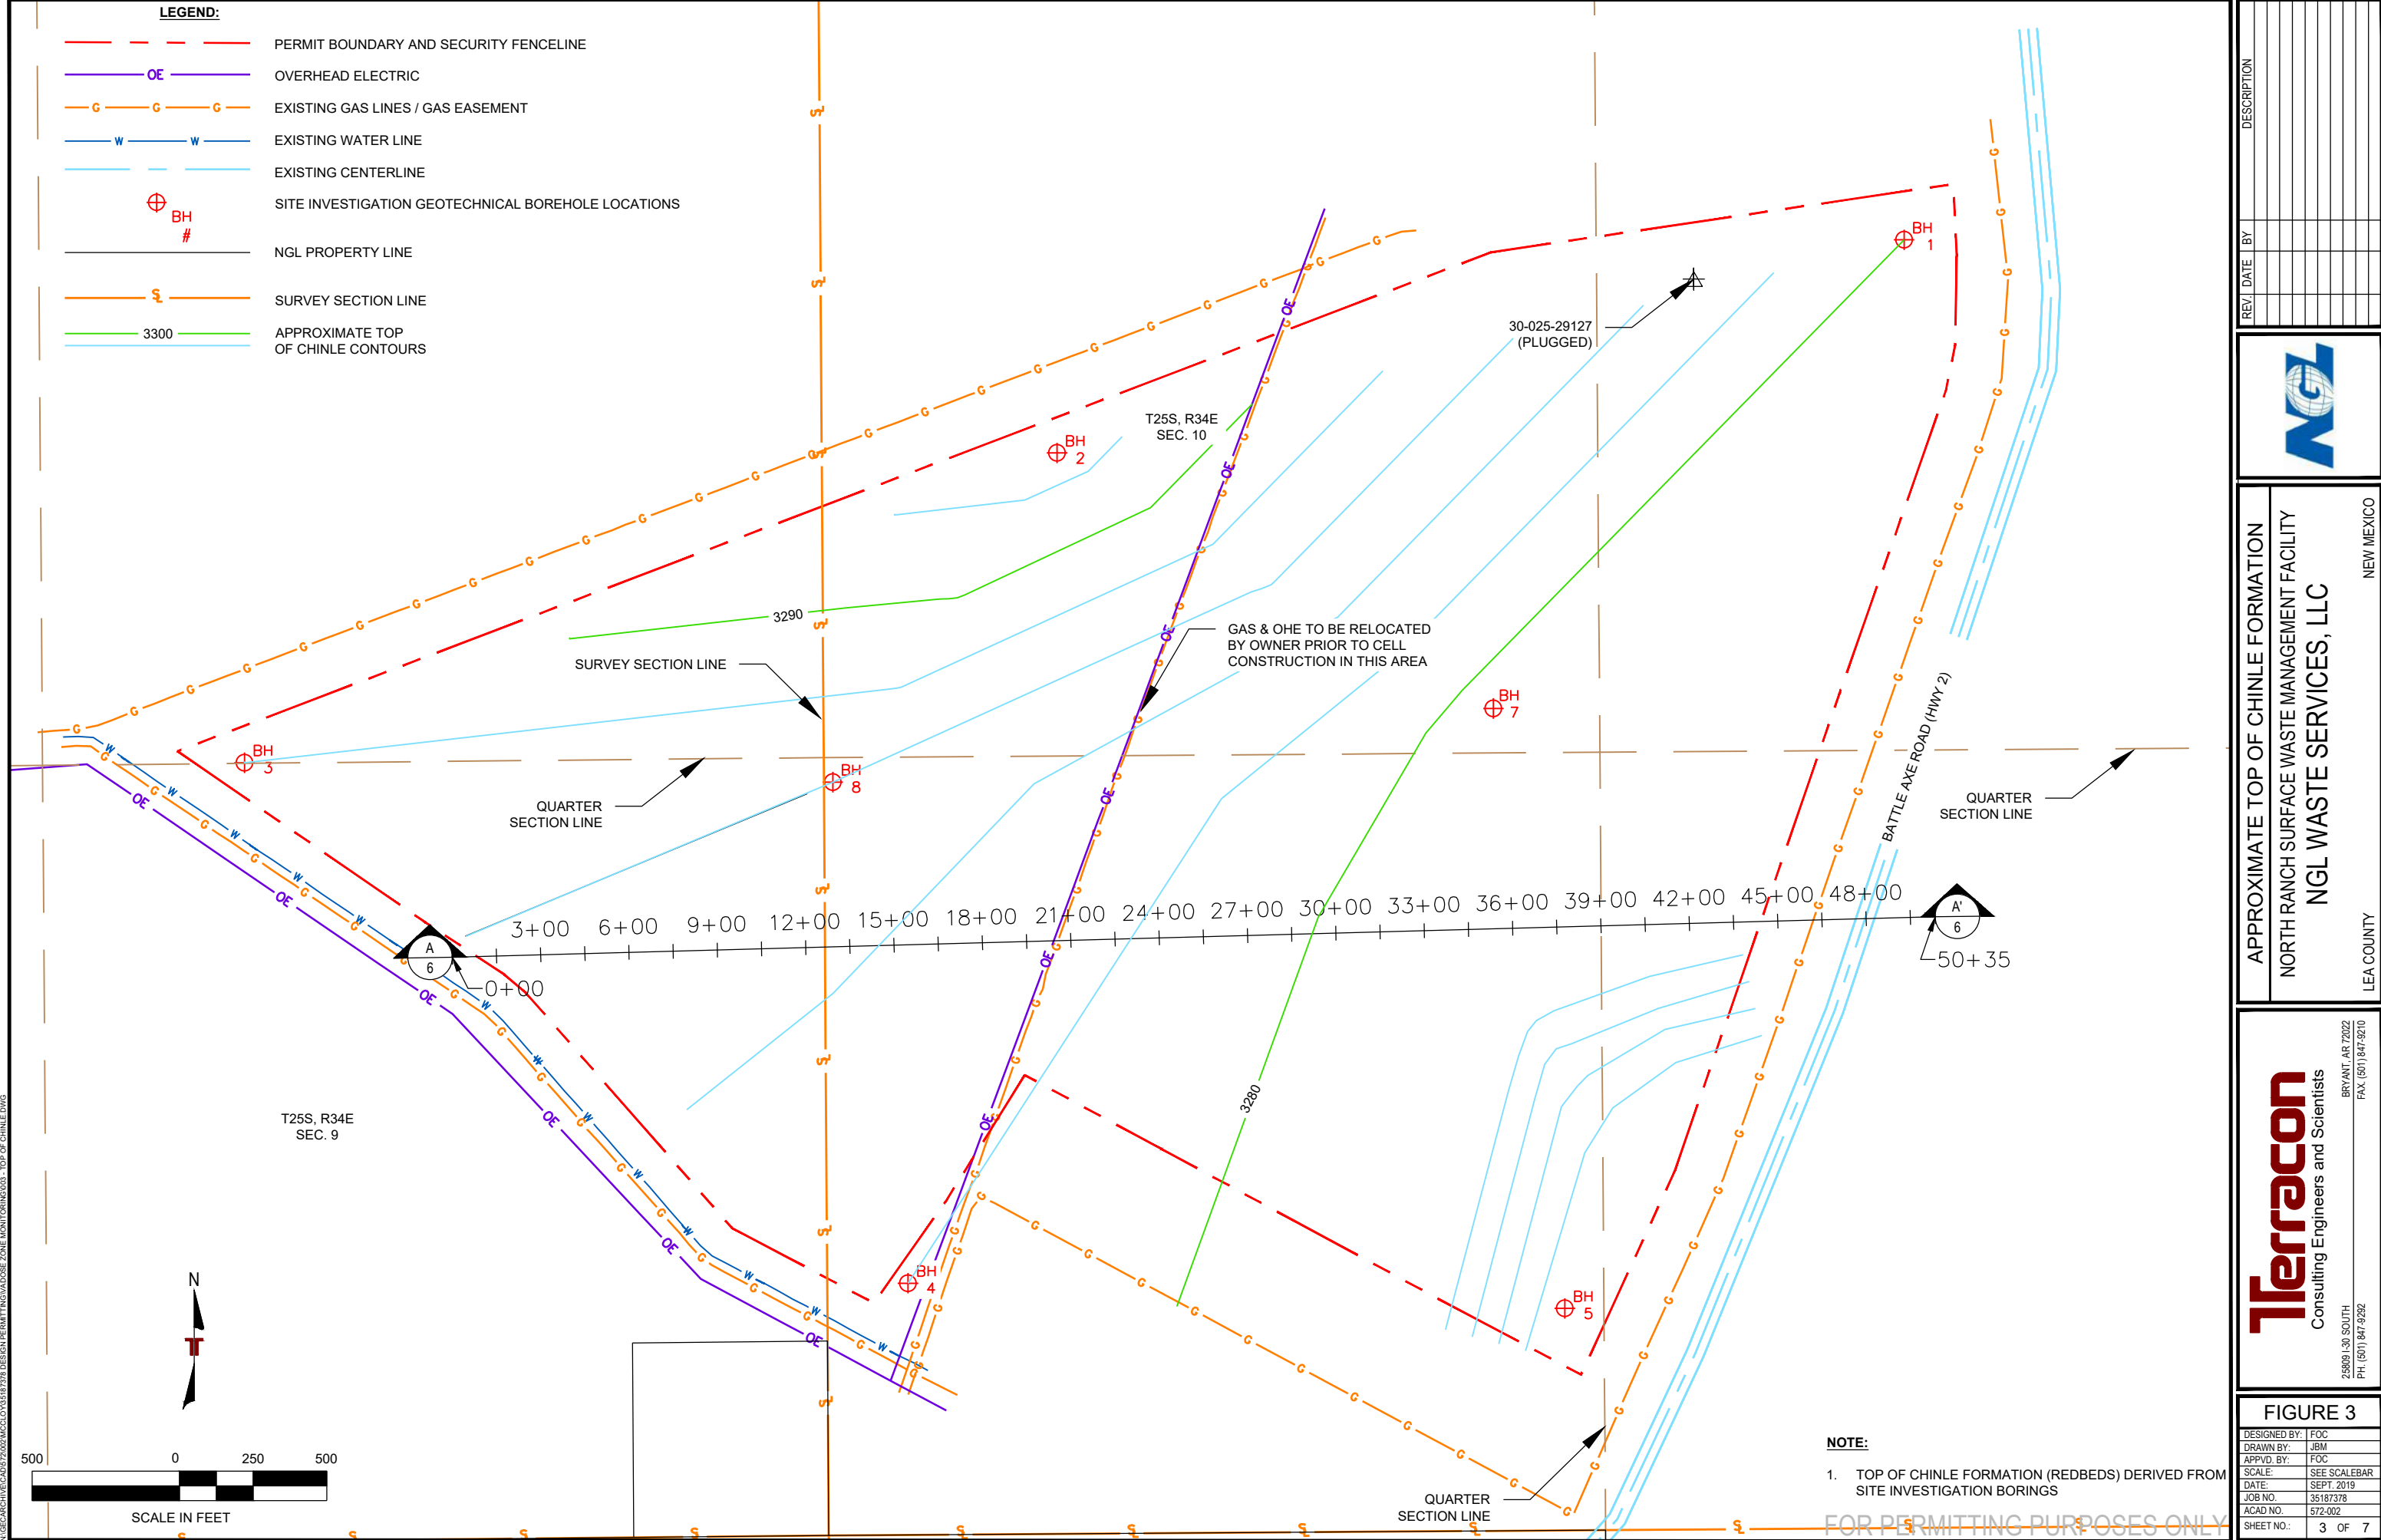 LEGEND:
PERMIT BOUNDARY AND SECURITY FENCELINE
OE
OVERHEAD ELECTRIC
G G G
EXISTING GAS LINES / GAS EASEMENT
W W
EXISTING WATER LINE
EXISTING CENTERLINE
BH
#
SITE INVESTIGATION GEOTECHNICAL BOREHOLE LOCATIONS
NGL PROPERTY LINE
SL
SURVEY SECTION LINE
3300
APPROXIMATE TOP
OF CHINLE CONTOURS
BH
1
30-025-29127
(PLUGGED)
T25S, R34E
SEC. 10
BH
2
3290
GAS & OHE TO BE RELOCATED
BY OWNER PRIOR TO CELL
CONSTRUCTION IN THIS AREA
SURVEY SECTION LINE
BH
7
BH
3
BH
8
QUARTER
SECTION LINE
BATTLE AXE ROAD (HWY 2)
QUARTER
SECTION LINE
3+00 6+00 9+00 12+00 15+00 18+00 21+00 24+00 27+00 30+00 33+00 36+00 39+00 42+00 45+00 48+00
A
6
0+00
A'
6
50+35
3280
T25S, R34E
SEC. 9
BH
4
BH
5
N
500 0 250 500
SCALE IN FEET
QUARTER
SECTION LINE
NOTE:
1. TOP OF CHINLE FORMATION (REDBEDS) DERIVED FROM
SITE INVESTIGATION BORINGS
FOR PERMITTING PURPOSES ONLY
REV. DATE BY DESCRIPTION
NGL
APPROXIMATE TOP OF CHINLE FORMATION
NORTH RANCH SURFACE WASTE MANAGEMENT FACILITY
NGL WASTE SERVICES, LLC
LEA COUNTY NEW MEXICO
Terracon
Consulting Engineers and Scientists
25809 I-30 SOUTH BRYANT, AR 72022
PH. (501) 847-9292 FAX. (501) 847-9210
FIGURE 3
DESIGNED BY: FOC
DRAWN BY: JBM
APPVD. BY: FOC
SCALE: SEE SCALEBAR
DATE: SEPT. 2019
JOB NO. 35187378
ACAD NO. 572-002
SHEET NO.: 3 OF 7